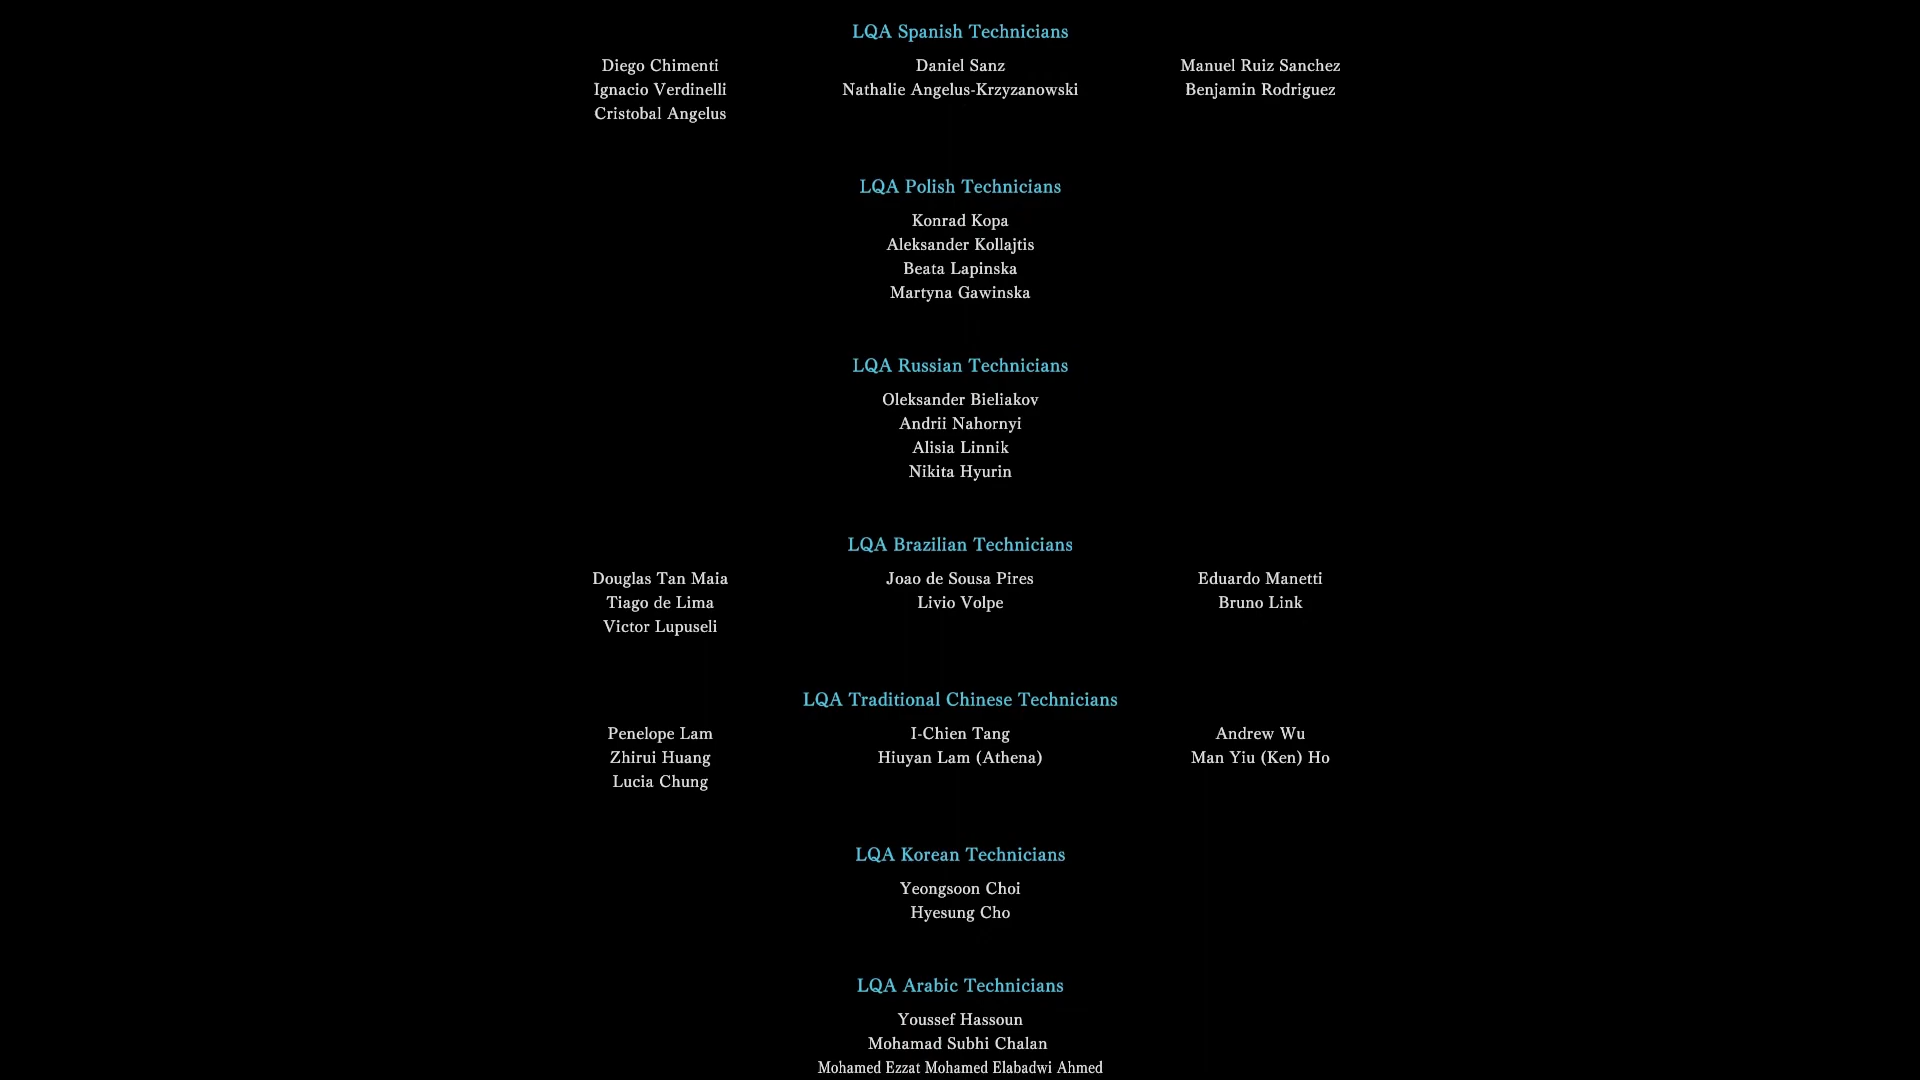 LQA Spanish Technicians
Diego Chimenti Daniel Sanz Manuel Ruiz Sanchez
Ignacio Verdinelli Nathalie Angelus-Krzyzanowski Benjamin Rodriguez
Cristobal Angelus
LQA Polish Technicians
Konrad Kopa
Aleksander Kollajtis
Beata Lapinska
Martyna Gawinska
LQA Russian Technicians
Oleksander Bieliakov
Andrii Nahornyi
Alisia Linnik
Nikita Hyurin
LQA Brazilian Technicians
Douglas Tan Maia Joao de Sousa Pires Eduardo Manetti
Tiago de Lima Livio Volpe Bruno Link
Victor Lupuseli
LQA Traditional Chinese Technicians
Penelope Lam I-Chien Tang Andrew Wu
Zhirui Huang Hiuyan Lam (Athena) Man Yiu (Ken) Ho
Lucia Chung
LQA Korean Technicians
Yeongsoon Choi
Hyesung Cho
LQA Arabic Technicians
Youssef Hassoun
Mohamad Subhi Chalan
Mohamed Ezzat Mohamed Elabadwi Ahmed